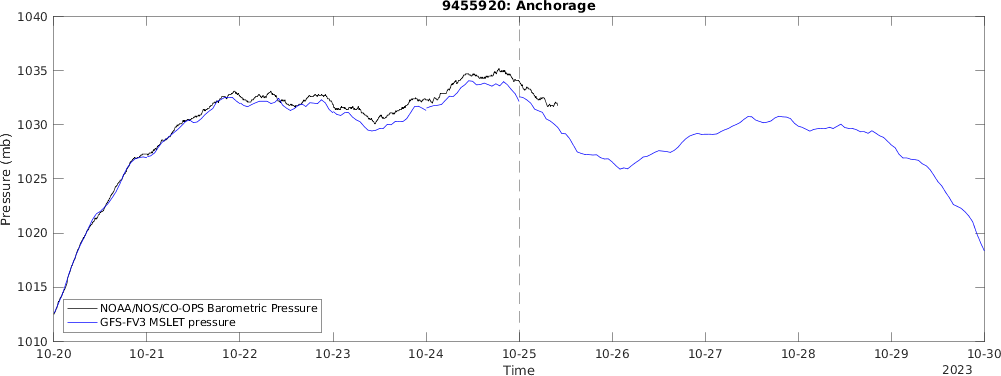 9455920: Anchorage
1040
1035
1030
1025
1020
1015
1010
Pressure (mb)
NOAA/NOS/CO-OPS Barometric Pressure
GFS-FV3 MSLET pressure
10-20 10-21 10-22 10-23 10-24 10-25 10-26 10-27 10-28 10-29 10-30
Time
2023